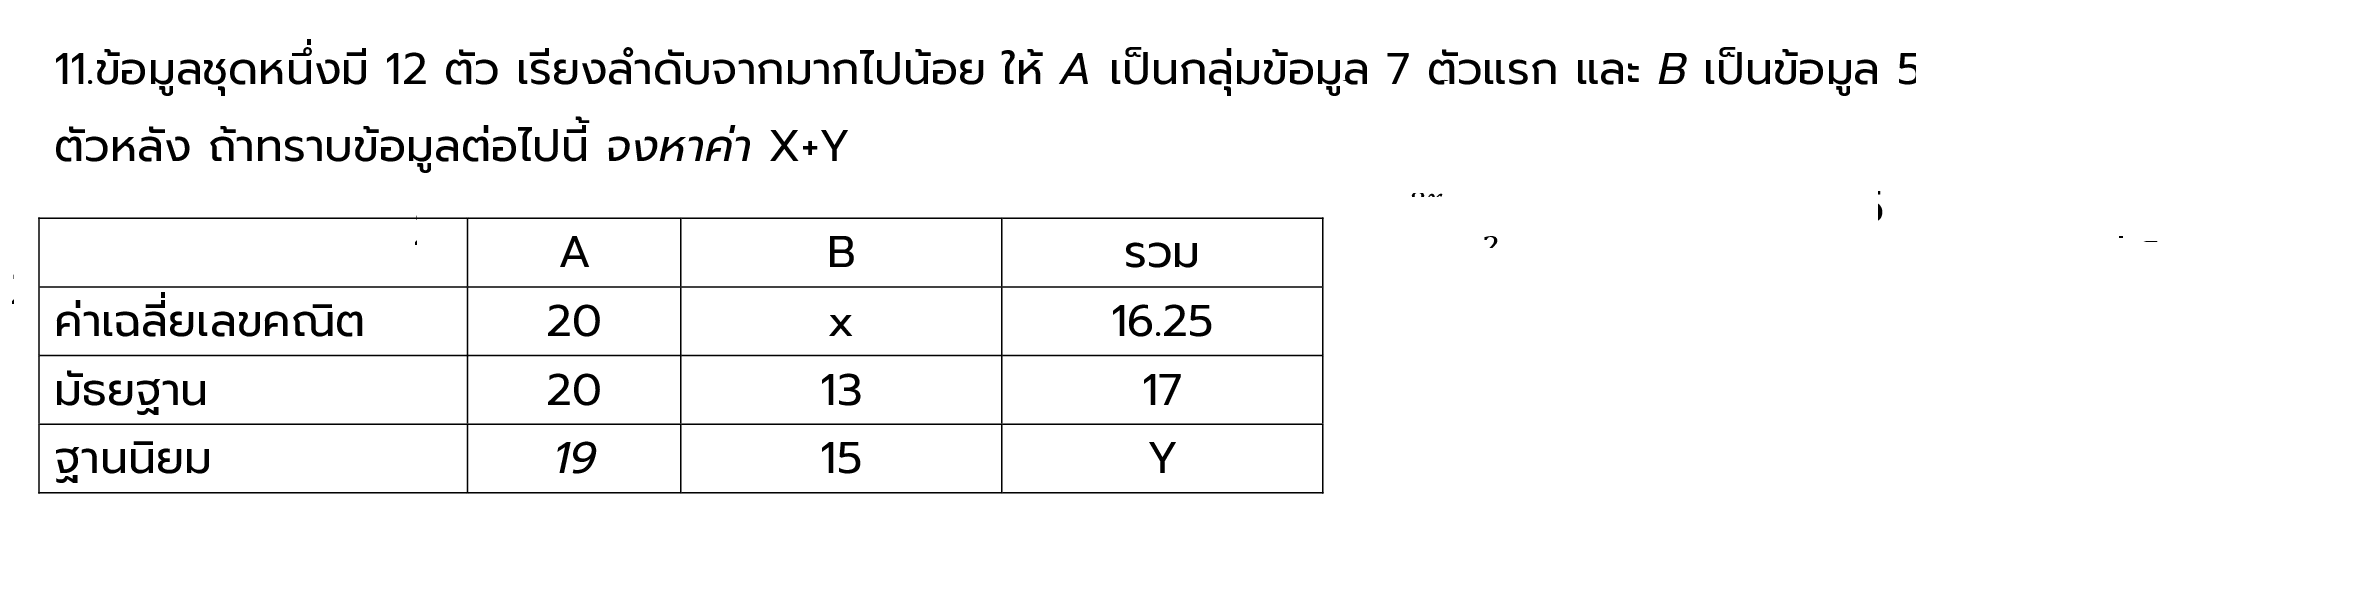 11.ข้อมูลชุดหนึ่งมี 12 ตัว เรียงลำดับจากมากไปน้อย ให้ A เป็นกลุ่มข้อมูล 7 ตัวแรก และ B เป็นข้อมูล 5
ตัวหลัง ถ้าทราบข้อมูลต่อไปนี้ จงหาค่า X+Y
A B รวม
ค่าเฉลี่ยเลขคณิต 20 x 16.25
มัธยฐาน 20 13 17
ฐานนิยม 19 15 Y